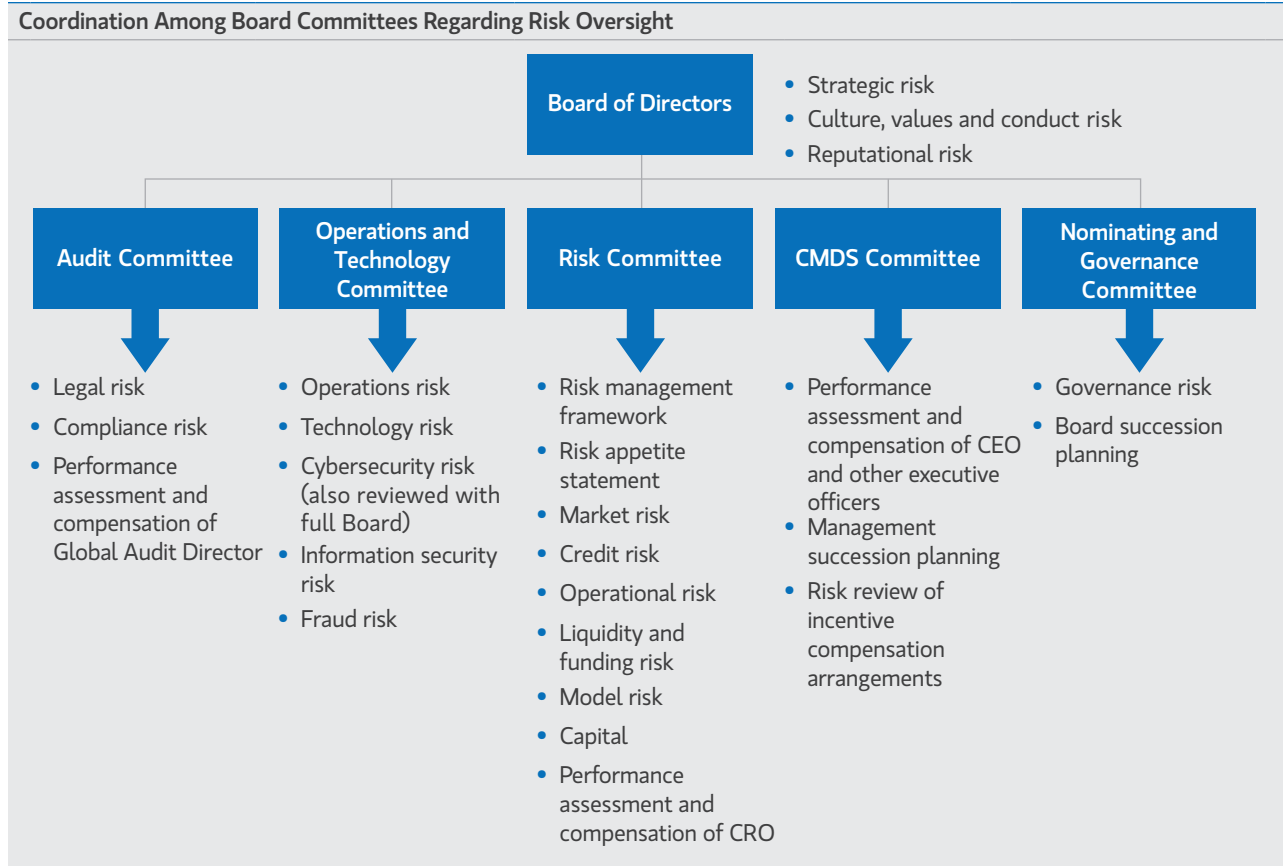 Coordination Among Board Committees Regarding Risk Oversight
Board of Directors
• Strategic risk
• Culture, values and conduct risk
• Reputational risk
Audit Committee
• Legal risk
• Compliance risk
• Performance
assessment and
compensation of
Global Audit Director
Operations and
Technology
Committee
• Operations risk
• Technology risk
• Cybersecurity risk
(also reviewed with
full Board)
• Information security
risk
• Fraud risk
Risk Committee
• Risk management
framework
• Risk appetite
statement
• Market risk
• Credit risk
• Operational risk
• Liquidity and
funding risk
• Model risk
• Capital
• Performance
assessment and
compensation of CRO
CMDS Committee
• Performance
assessment and
compensation of CEO
and other executive
officers
• Management
succession planning
• Risk review of
incentive
compensation
arrangements
Nominating and
Governance
Committee
• Governance risk
• Board succession
planning